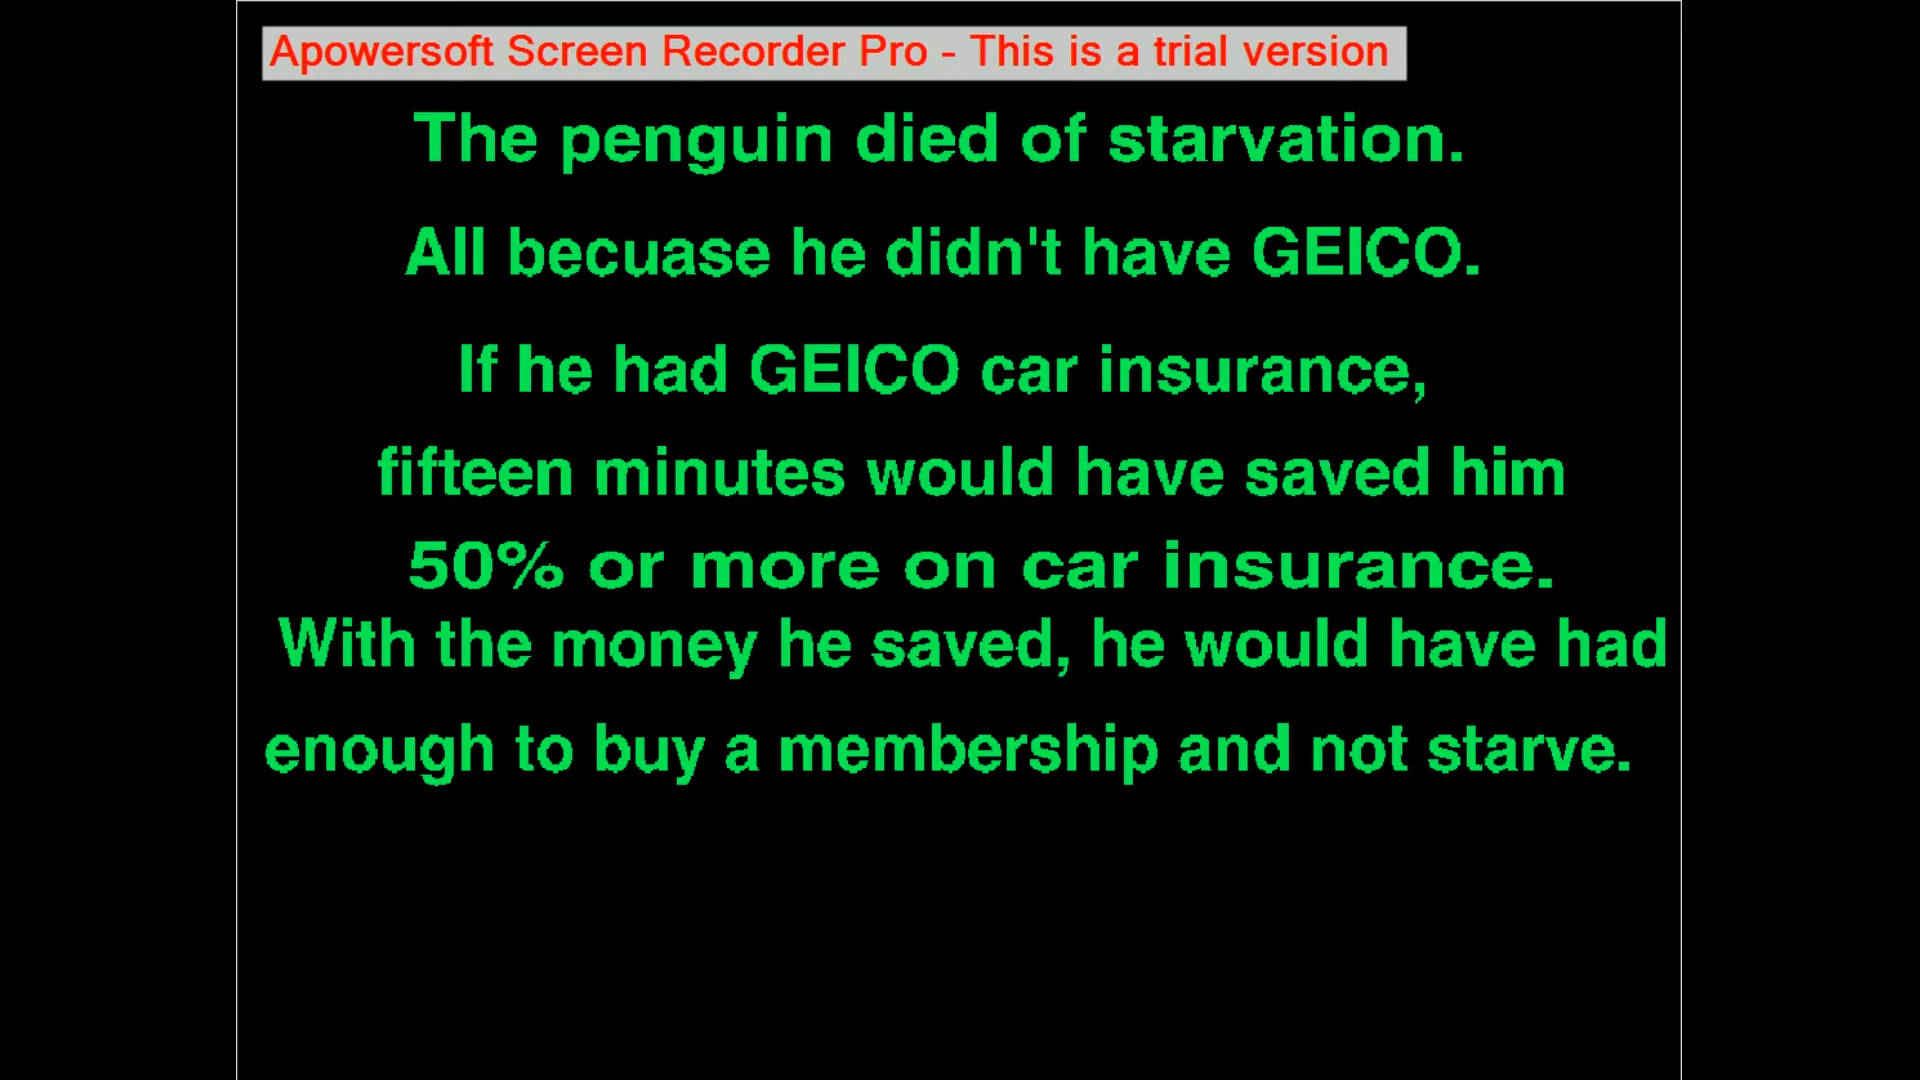 Apowersoft Screen Recorder Pro - This is a trial version
The penguin died of starvation.
All becuase he didn't have GEICO.
If he had GEICO car insurance,
fifteen minutes would have saved him
50% or more on car insurance.
With the money he saved, he would have had
enough to buy a membership and not starve.